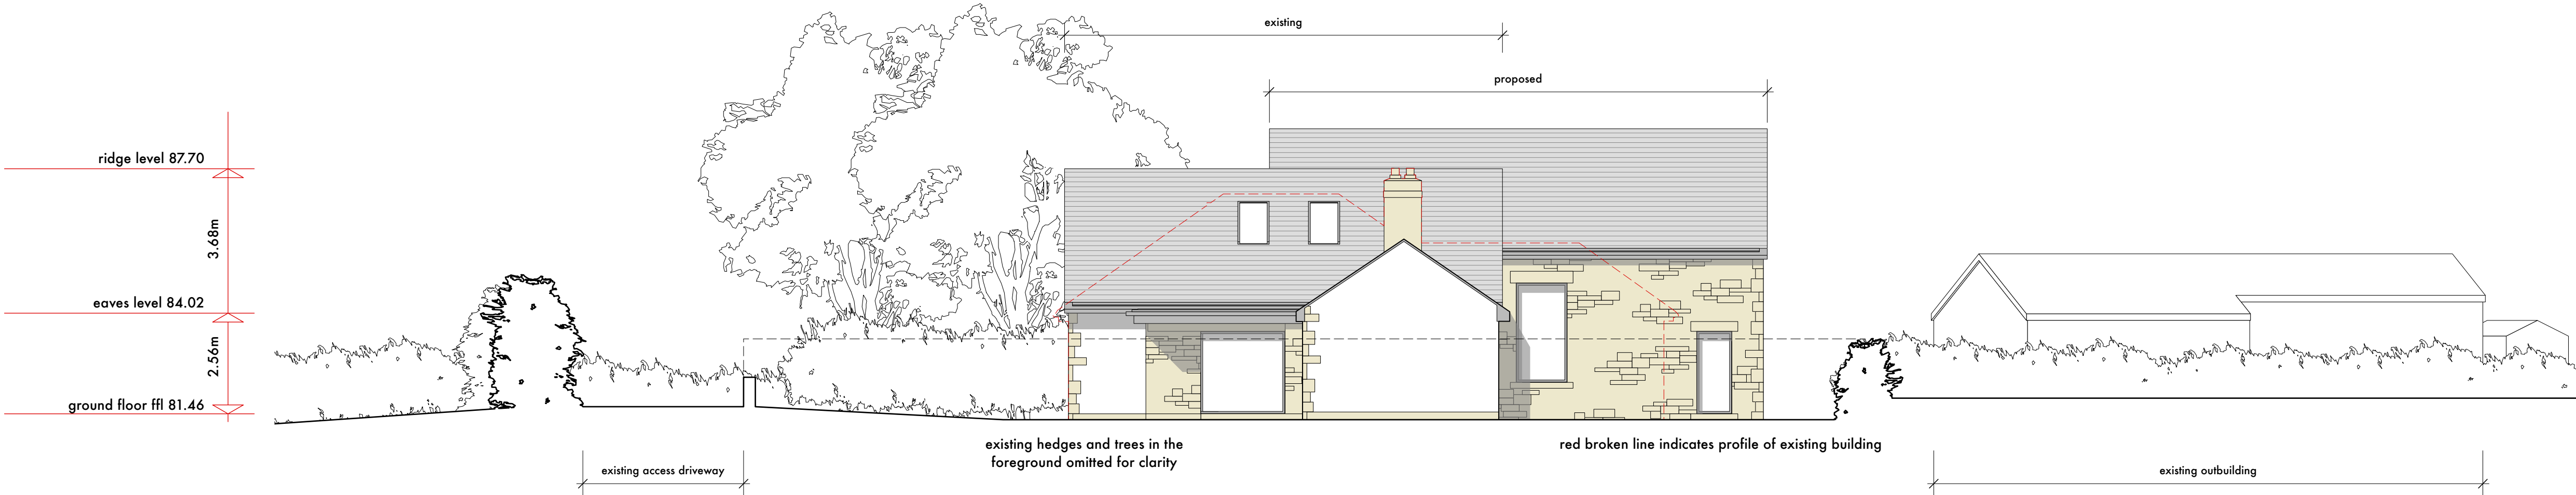 existing
proposed
ridge level 87.70
3.68m
eaves level 84.02
2.56m
ground floor ffl 81.46
existing hedges and trees in the
foreground omitted for clarity
red broken line indicates profile of existing building
existing access driveway
existing outbuilding